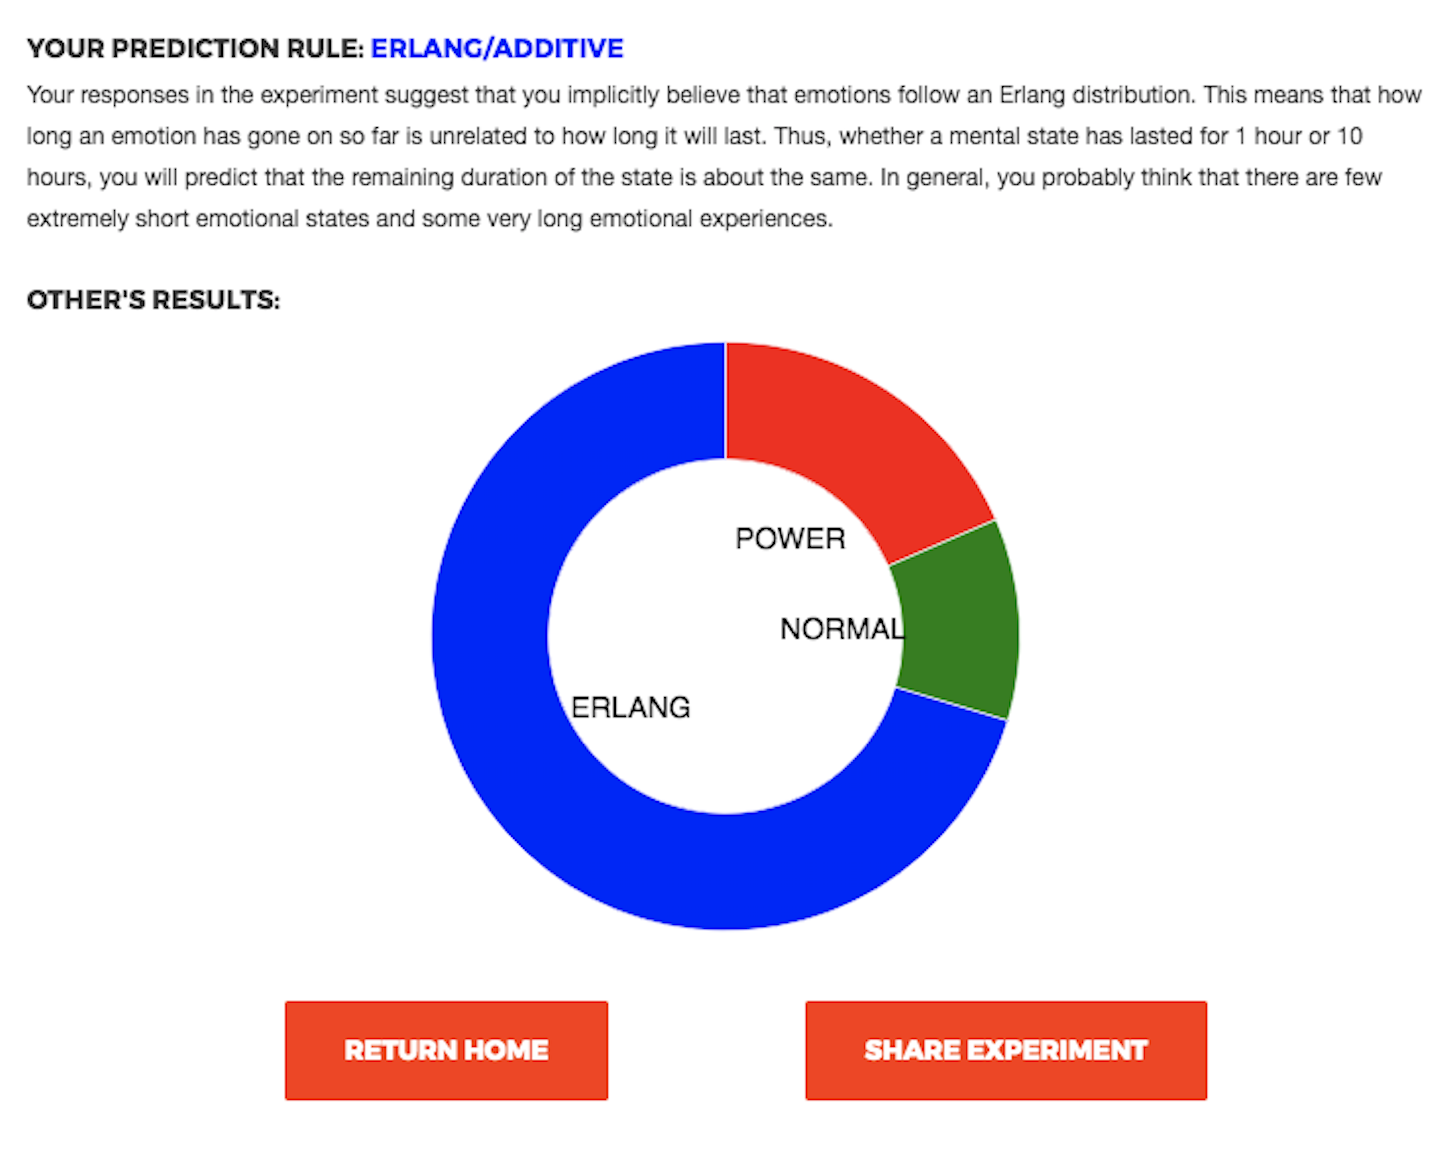 YOUR PREDICTION RULE: ERLANG/ADDITIVE
Your responses in the experiment suggest that you implicitly believe that emotions follow an Erlang distribution. This means that how
long an emotion has gone on so far is unrelated to how long it will last. Thus, whether a mental state has lasted for 1 hour or 10
hours, you will predict that the remaining duration of the state is about the same. In general, you probably think that there are few
extremely short emotional states and some very long emotional experiences.
OTHER'S RESULTS:
POWER
NORMAL
ERLANG
RETURN HOME
SHARE EXPERIMENT